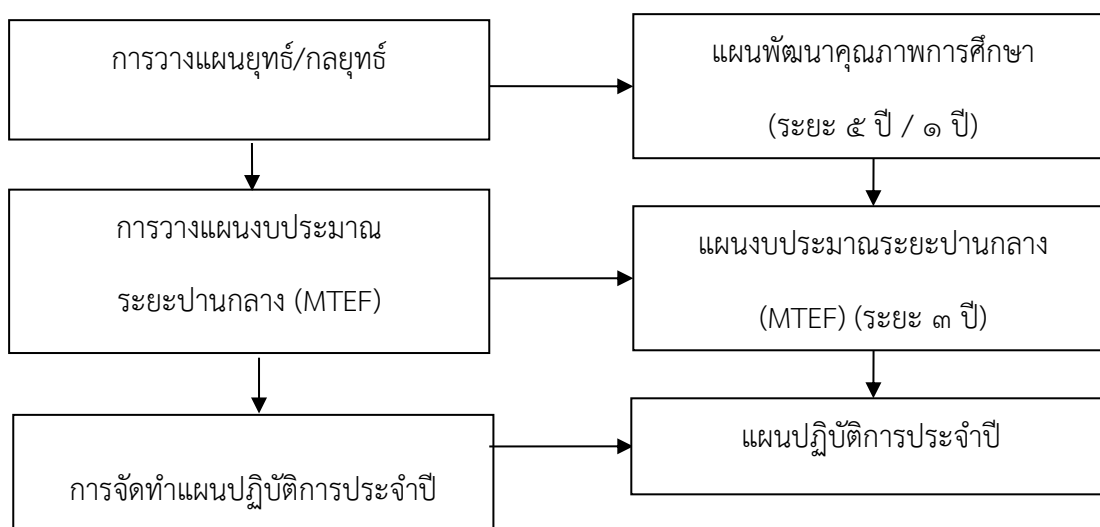 การวางแผนยุทธ์/กลยุทธ์
แผนพัฒนาคุณภาพการศึกษา
(ระยะ ๕ ปี / ๑ ปี)
การวางแผนงบประมาณ
ระยะปานกลาง (MTEF)
แผนงบประมาณระยะปานกลาง
(MTEF) (ระยะ ๓ ปี)
การจัดทำแผนปฏิบัติการประจำปี
แผนปฏิบัติการประจำปี